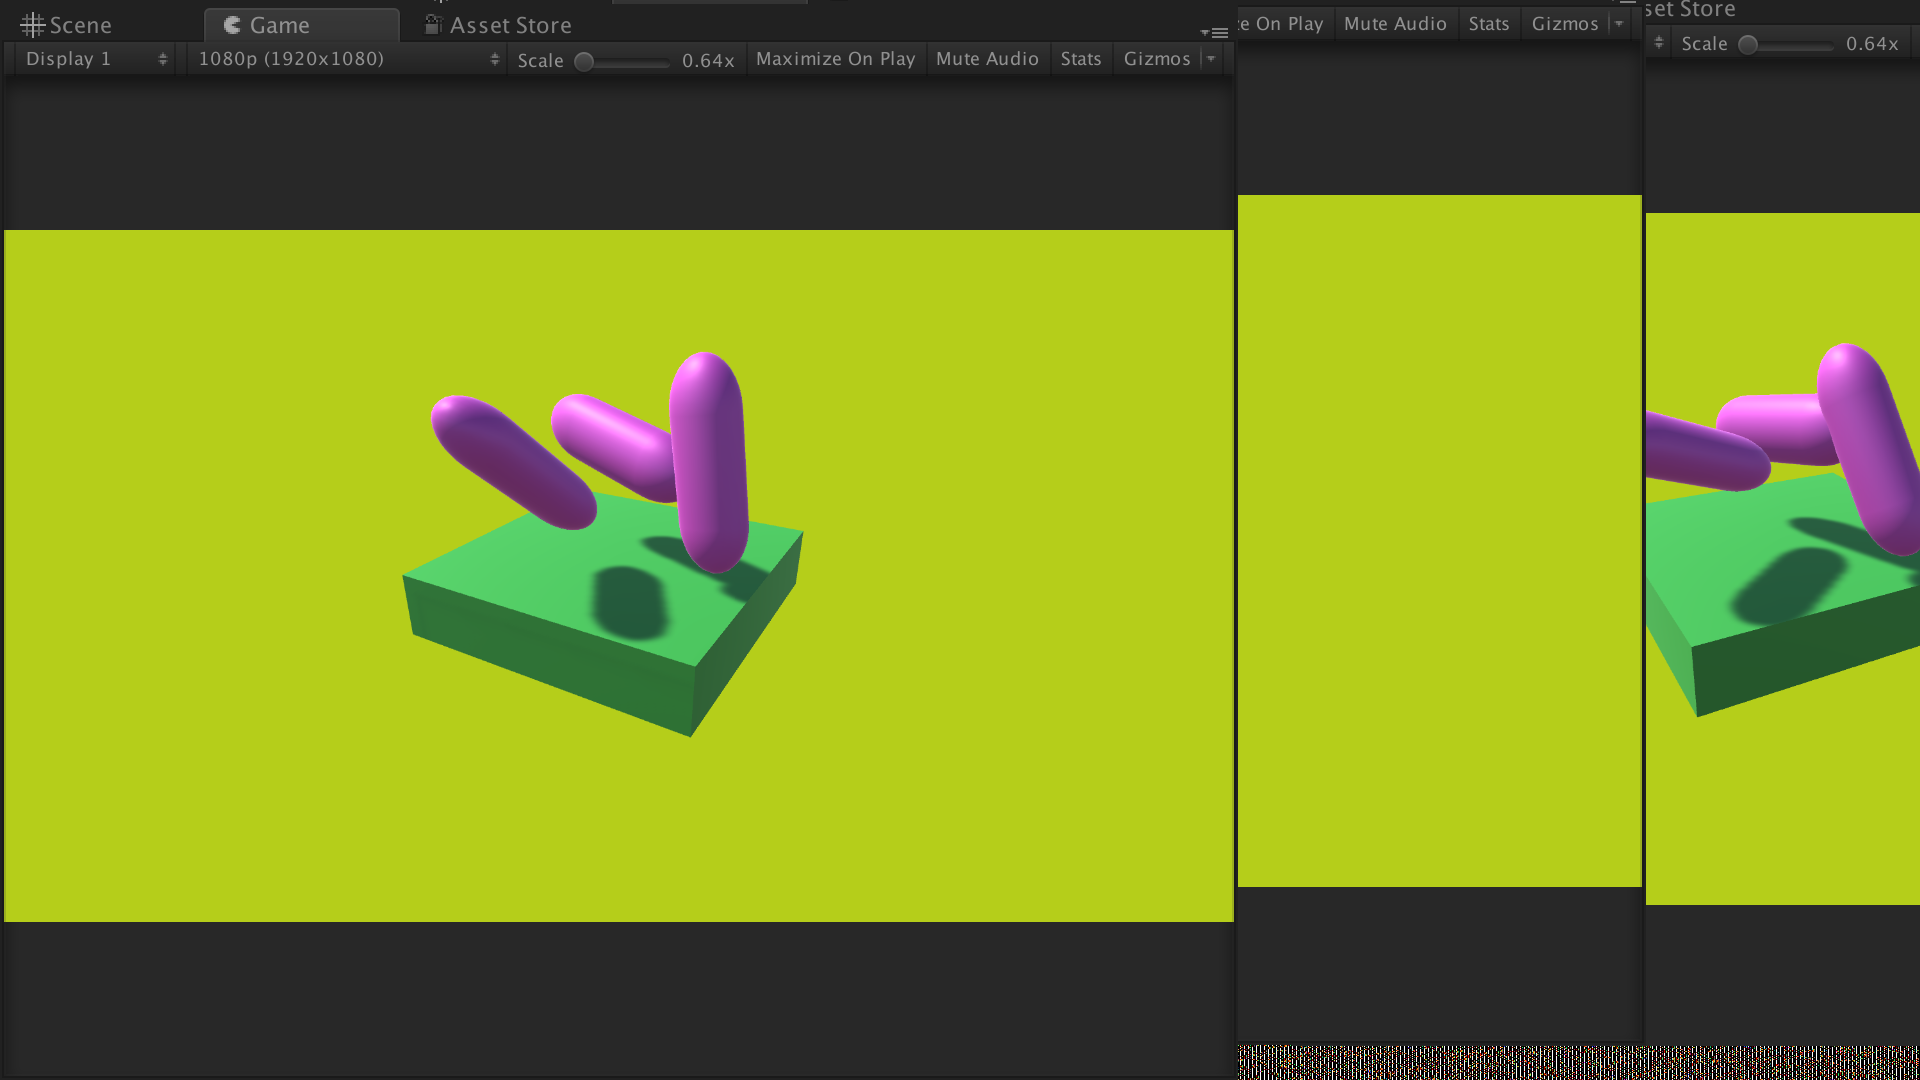 Scene Game Asset Store
Display 1 1080p (1920x1080) Scale 0.64x Maximize On Play Mute Audio Stats Gizmos
On Play Mute Audio Stats Gizmos
Store
Scale 0.64x